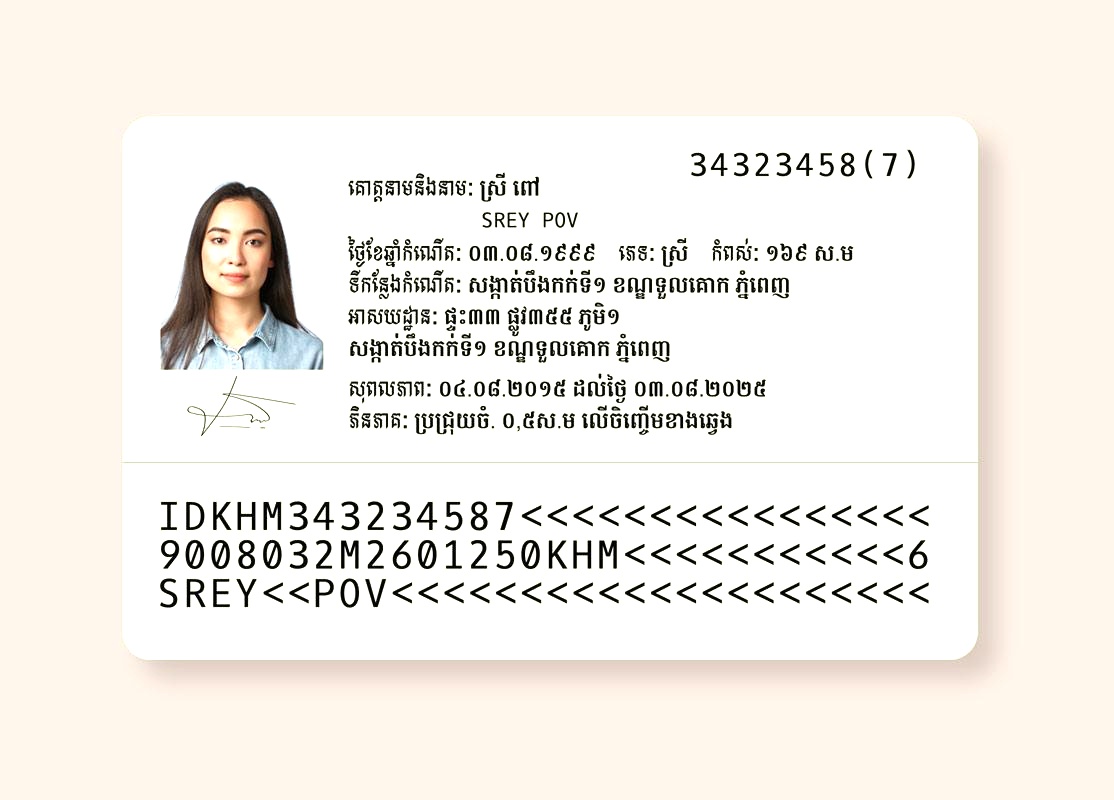 34323458(7)
គោត្តនាមនិងនាម: ស្រី ពៅ
SREY POV
ថ្ងៃខែឆ្នាំកំណើត: ០៣.០៨.១៩៩៩ ភេទ: ស្រី កំពស់: ១៦៩ ស.ម
ទីកន្លែងកំណើត: សង្កាត់បឹងកក់ទី១ ខណ្ឌទួលគោក ភ្នំពេញ
អាសយដ្ឋាន: ផ្ទះ៣៣ ផ្លូវ៣៥៥ ភូមិ១
សង្កាត់បឹងកក់ទី១ ខណ្ឌទួលគោក ភ្នំពេញ
សុពលភាព: ០៤.០៨.២០១៥ ដល់ថ្ងៃ ០៣.០៨.២០២៥
ភិនភាគ: ប្រជ្រុយចំ. ០,៥ស.ម លើចិញ្ចើមខាងឆ្វេង
IDKHM343234587<<<<<<<<<<<<<<<<
9008032M2601250KHM<<<<<<<<<<<6
SREY<<POV<<<<<<<<<<<<<<<<<<<<<